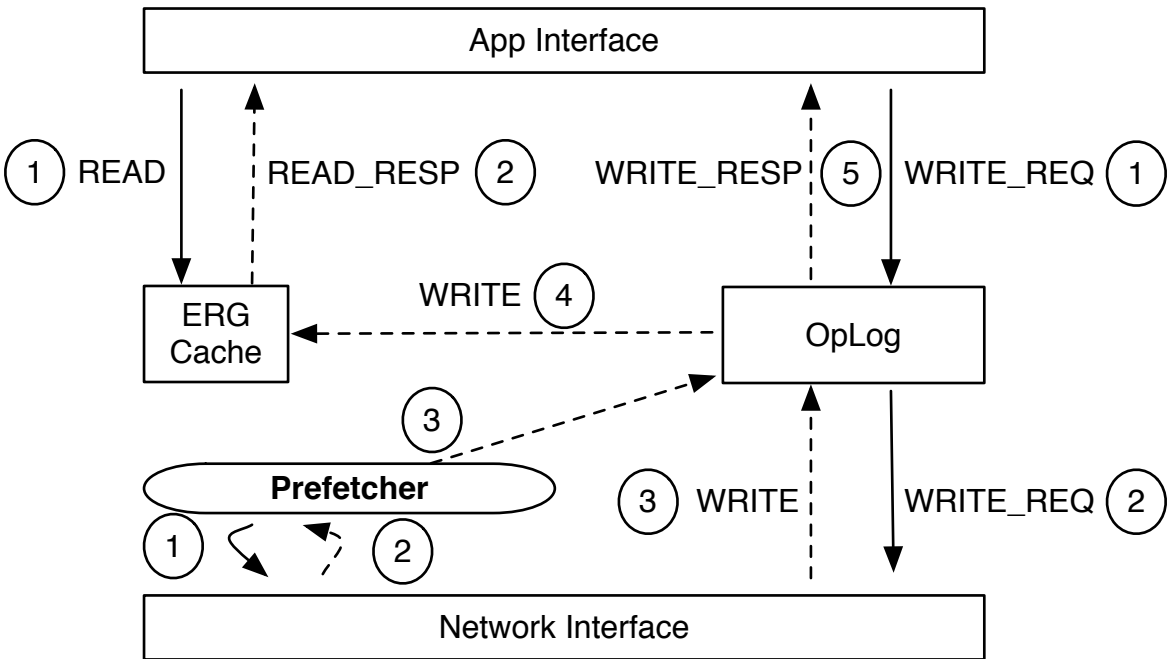 App Interface
1 READ
READ_RESP 2
WRITE_RESP 5
WRITE_REQ 1
WRITE 4
ERG
Cache
OpLog
3
Prefetcher
1
2
3 WRITE
WRITE_REQ 2
Network Interface